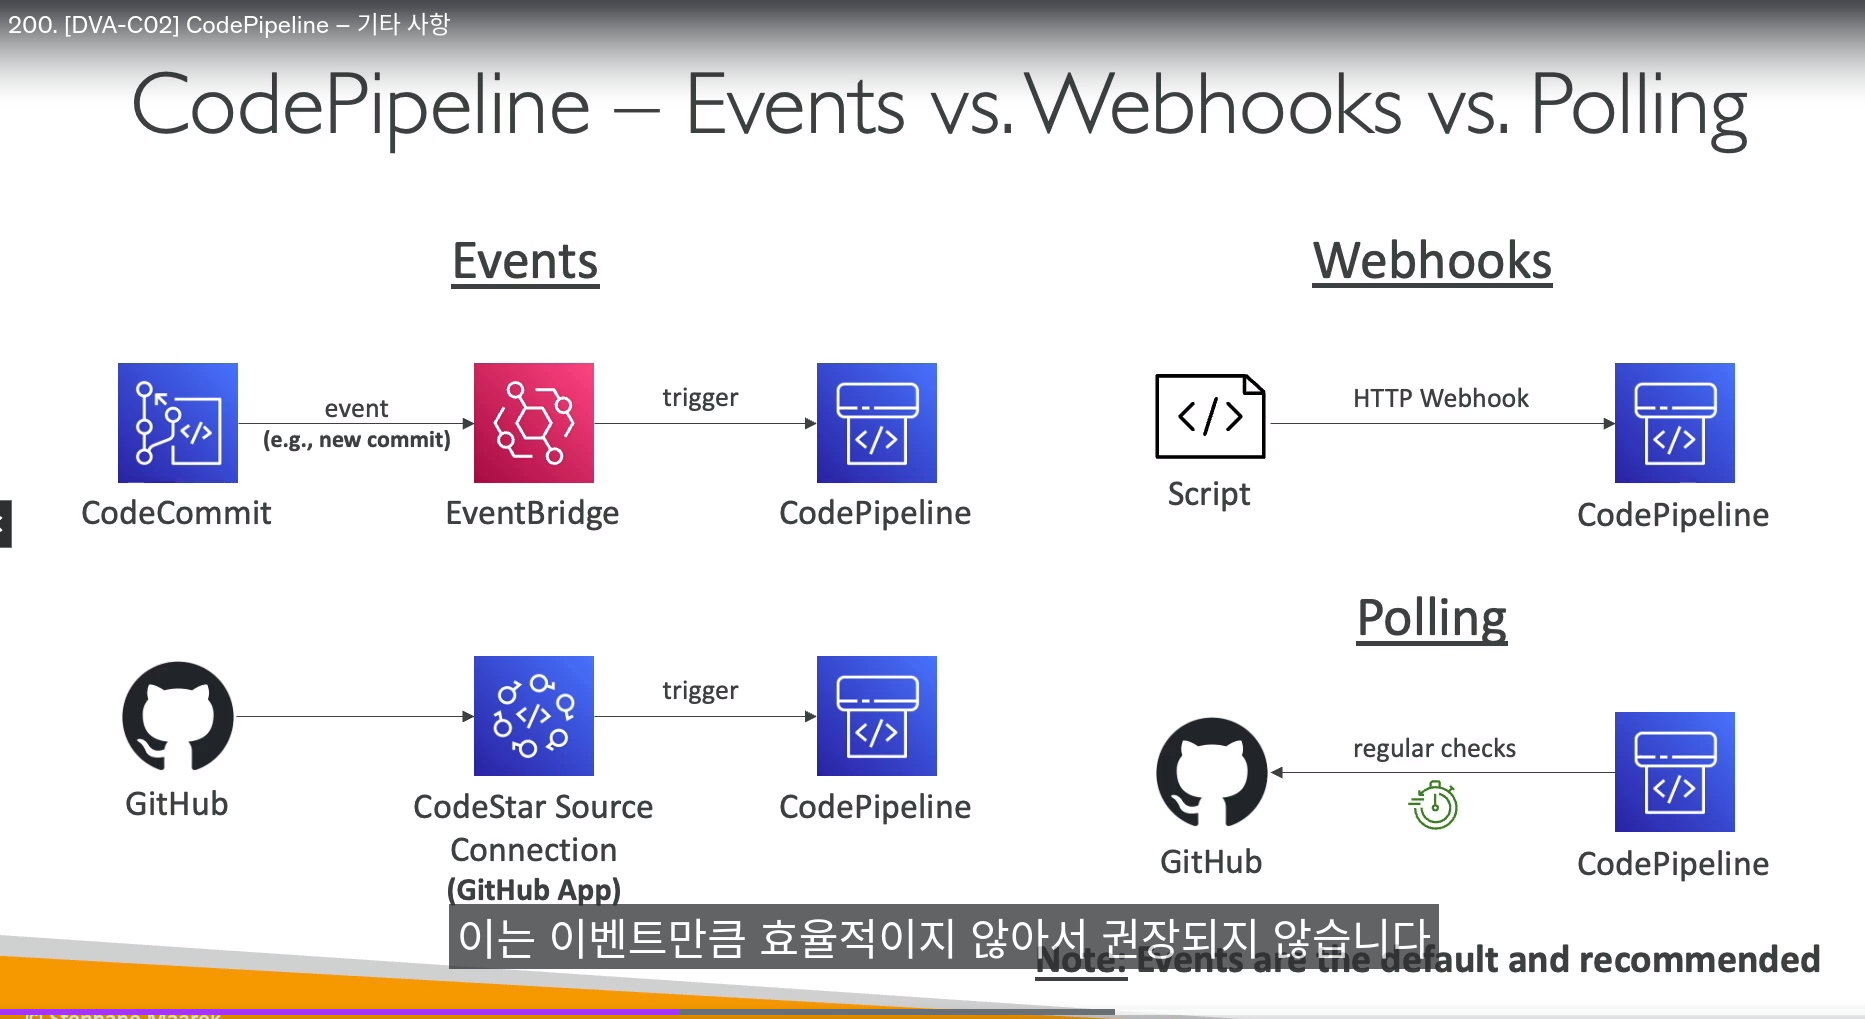 200. [DVA-C02] CodePipeline – 기타 사항
CodePipeline – Events vs. Webhooks vs. Polling
Events
event
(e.g., new commit)
trigger
CodeCommit
EventBridge
CodePipeline
GitHub
trigger
CodeStar Source
Connection
(GitHub App)
CodePipeline
Webhooks
HTTP Webhook
Script
CodePipeline
Polling
regular checks
GitHub
CodePipeline
이는 이벤트만큼 효율적이지 않아서 권장되지 않습니다
Note: Events are the default and recommended
© Stephane Maarek